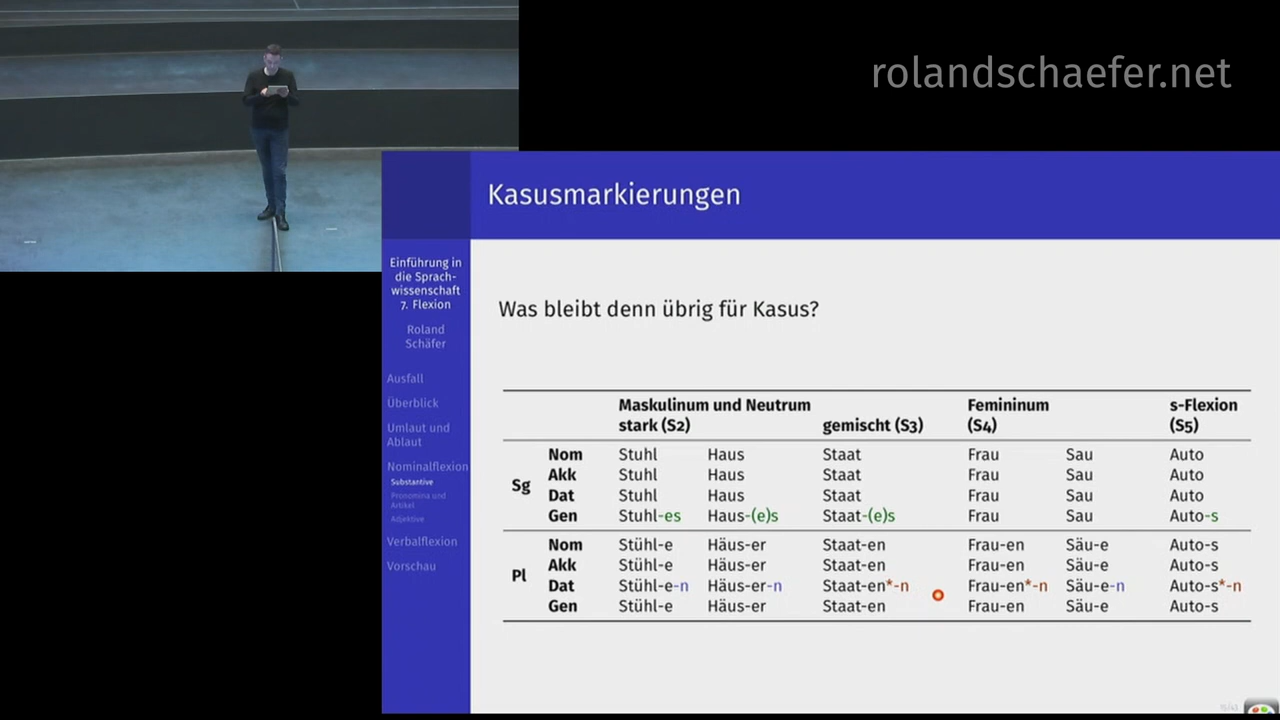 rolandschaefer.net
Kasusmarkierungen
Einführung in
die Sprach-
wissenschaft
7. Flexion
Roland
Schäfer
Ausfall
Überblick
Umlaut und
Ablaut
Nominalflexion
Substantive
Pronomina und
Artikel
Adjektive
Verbalflexion
Vorschau
Was bleibt denn übrig für Kasus?
Maskulinum und Neutrum Femininum s-Flexion
stark (S2) gemischt (S3) (S4) (S5)
Sg
Nom Stuhl Haus Staat Frau Sau Auto
Akk Stuhl Haus Staat Frau Sau Auto
Dat Stuhl Haus Staat Frau Sau Auto
Gen Stuhl-es Haus-(e)s Staat-(e)s Frau Sau Auto-s
Pl
Nom Stühl-e Häus-er Staat-en Frau-en Säu-e Auto-s
Akk Stühl-e Häus-er Staat-en Frau-en Säu-e Auto-s
Dat Stühl-e-n Häus-er-n Staat-en*-n Frau-en*-n Säu-e-n Auto-s*-n
Gen Stühl-e Häus-er Staat-en Frau-en Säu-e Auto-s